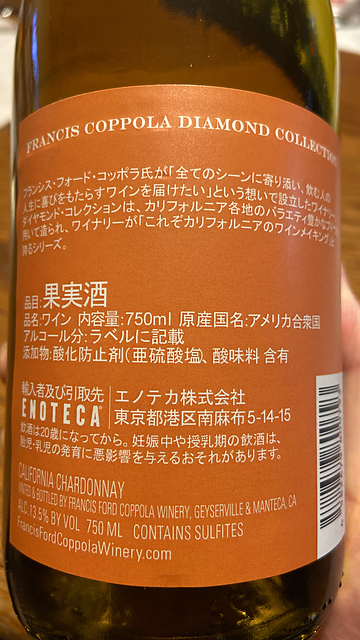 FRANCIS COPPOLA DIAMOND COLLECTION
フランシス・フォード・コッポラ氏が「全てのシーンに寄り添い、飲む人の
人生に喜びをもたらすワインを届けたい」という想いで設立したワイナリー
ダイヤモンド・コレクションは、カリフォルニア各地のバラエティ豊かな
用いて造られ、ワイナリーが「これぞカリフォルニアのワインメイキング」と
誇るシリーズ。
品目:果実酒
品名:ワイン 内容量:750ml 原産国名:アメリカ合衆国
アルコール分:ラベルに記載
添加物:酸化防止剤(亜硫酸塩)、酸味料 含有
輸入者及び引取先
ENOTECA
エノテカ株式会社
東京都港区南麻布5-14-15
飲酒は20歳になってから。妊娠中や授乳期の飲酒は、
胎児・乳児の発育に悪影響を与えるおそれがあります。
CALIFORNIA CHARDONNAY
VINTED & BOTTLED BY FRANCIS FORD COPPOLA WINERY, GEYSERVILLE & MANTECA, CA
ALC. 13.5% BY VOL 750 ML CONTAINS SULFITES
FrancisFordCoppolaWinery.com